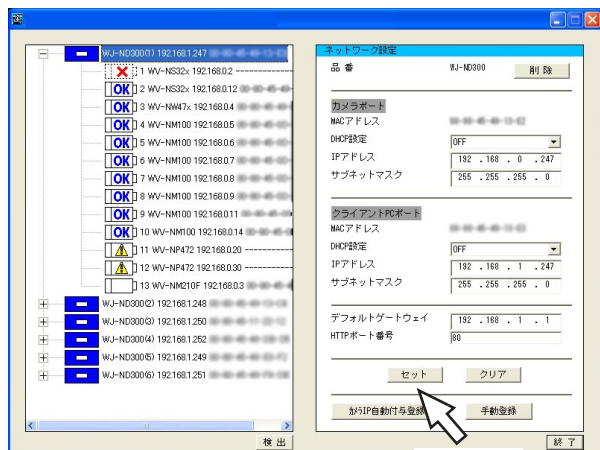 WJ-ND300(1) 192.168.1.247
1 WV-NS32x 192.168.0.2 -----------
2 WV-NS32x 192.168.0.12
3 WV-NW47x 192.168.0.4
4 WV-NM100 192.168.0.5
5 WV-NM100 192.168.0.6
6 WV-NM100 192.168.0.7
7 WV-NM100 192.168.0.8
8 WV-NM100 192.168.0.9
9 WV-NM100 192.168.0.11
10 WV-NM100 192.168.0.14
11 WV-NP472 192.168.0.20 ----------
12 WV-NP472 192.168.0.30 ----------
13 WV-NM210F 192.168.0.3
OK
OK
OK
OK
OK
OK
OK
OK
OK
WJ-ND300(2) 192.168.1.248
WJ-ND300(3) 192.168.1.250
WJ-ND300(4) 192.168.1.252
WJ-ND300(5) 192.168.1.249
WJ-ND300(6) 192.168.1.251
検 出
ネットワーク設定
品 番 WJ-ND300 削 除
カメラポート
MACアドレス
DHCP設定 OFF
IPアドレス 192 . 168 . 0 . 247
サブネットマスク 255 . 255 . 255 . 0
クライアントPCポート
MACアドレス
DHCP設定 OFF
IPアドレス 192 . 168 . 1 . 247
サブネットマスク 255 . 255 . 255 . 0
デフォルトゲートウェイ 192 . 168 . 1 . 1
HTTPポート番号 80
セット クリア
ｶﾒﾗIP自動付与登録 手動登録
終 了